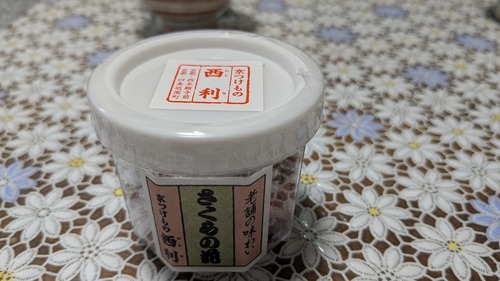 京つけもの
西利
老舗の味わい
さくらの花
京つけもの 西利